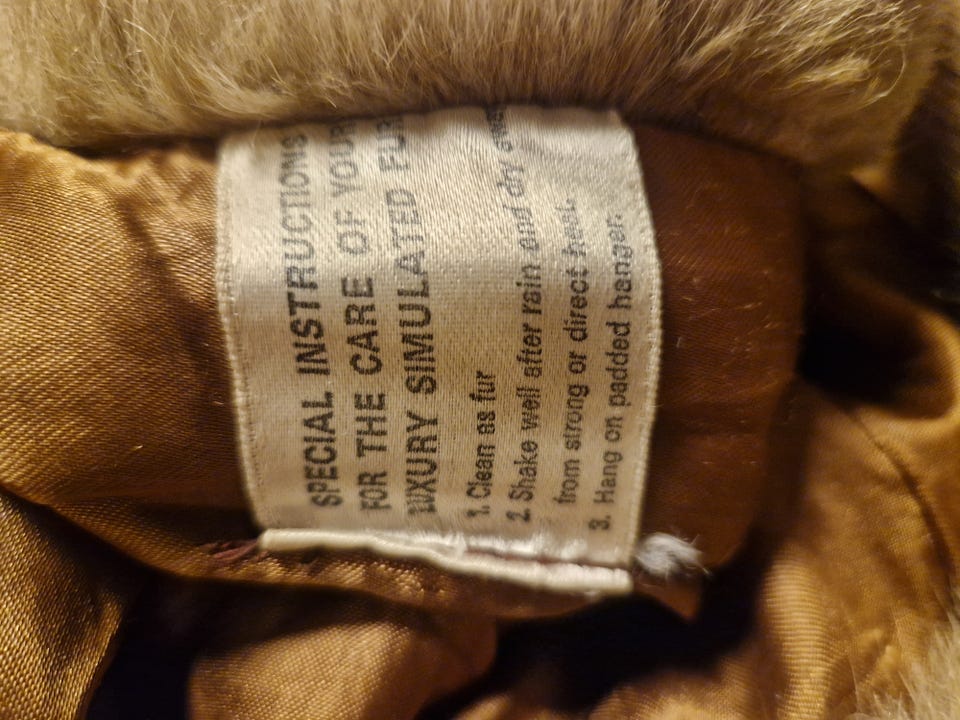 SPECIAL INSTRUCTIONS
FOR THE CARE OF YOUR
LUXURY SIMULATED FUR
1. Clean as fur
2. Shake well after rain and dry away
from strong or direct heat.
3. Hang on padded hanger.